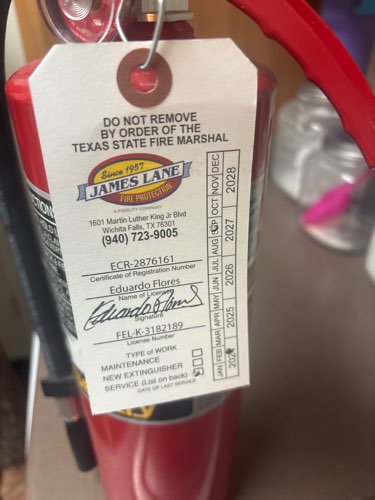 DO NOT REMOVE
BY ORDER OF THE
TEXAS STATE FIRE MARSHAL
Since 1957
JAMES LANE
FIRE PROTECTION
A FIDELITY COMPANY
1601 Martin Luther King Jr Blvd
Wichita Falls, TX 76301
(940) 723-9005
ECR-2876161
Certificate of Registration Number
Eduardo Flores
Name of Licensee
Signature
FEL-K-3182189
License Number
TYPE of WORK
MAINTENANCE
NEW EXTINGUISHER
SERVICE (List on back)
DATE OF LAST SERVICE
JAN FEB MAR APR MAY JUN JUL AUG SEP OCT NOV DEC
2024 2025 2026 2027 2028